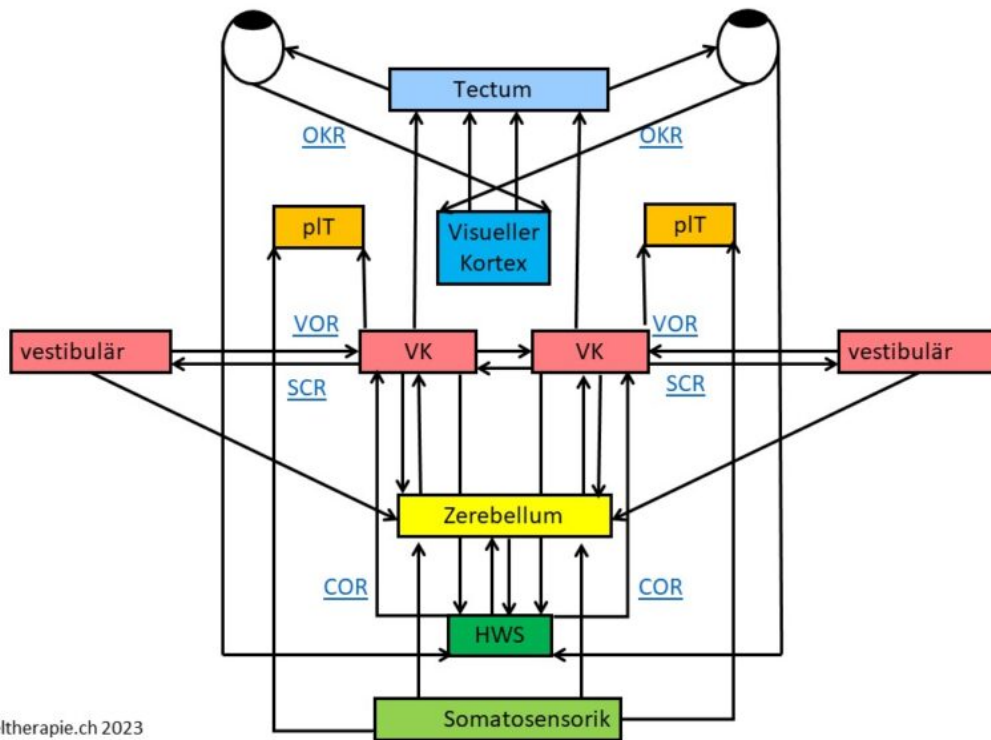 Tectum
OKR
OKR
plT
plT
Visueller
Kortex
VOR
VOR
vestibulär
VK
VK
vestibulär
SCR
SCR
Zerebellum
COR
COR
HWS
Somatosensorik
ltherapie.ch 2023